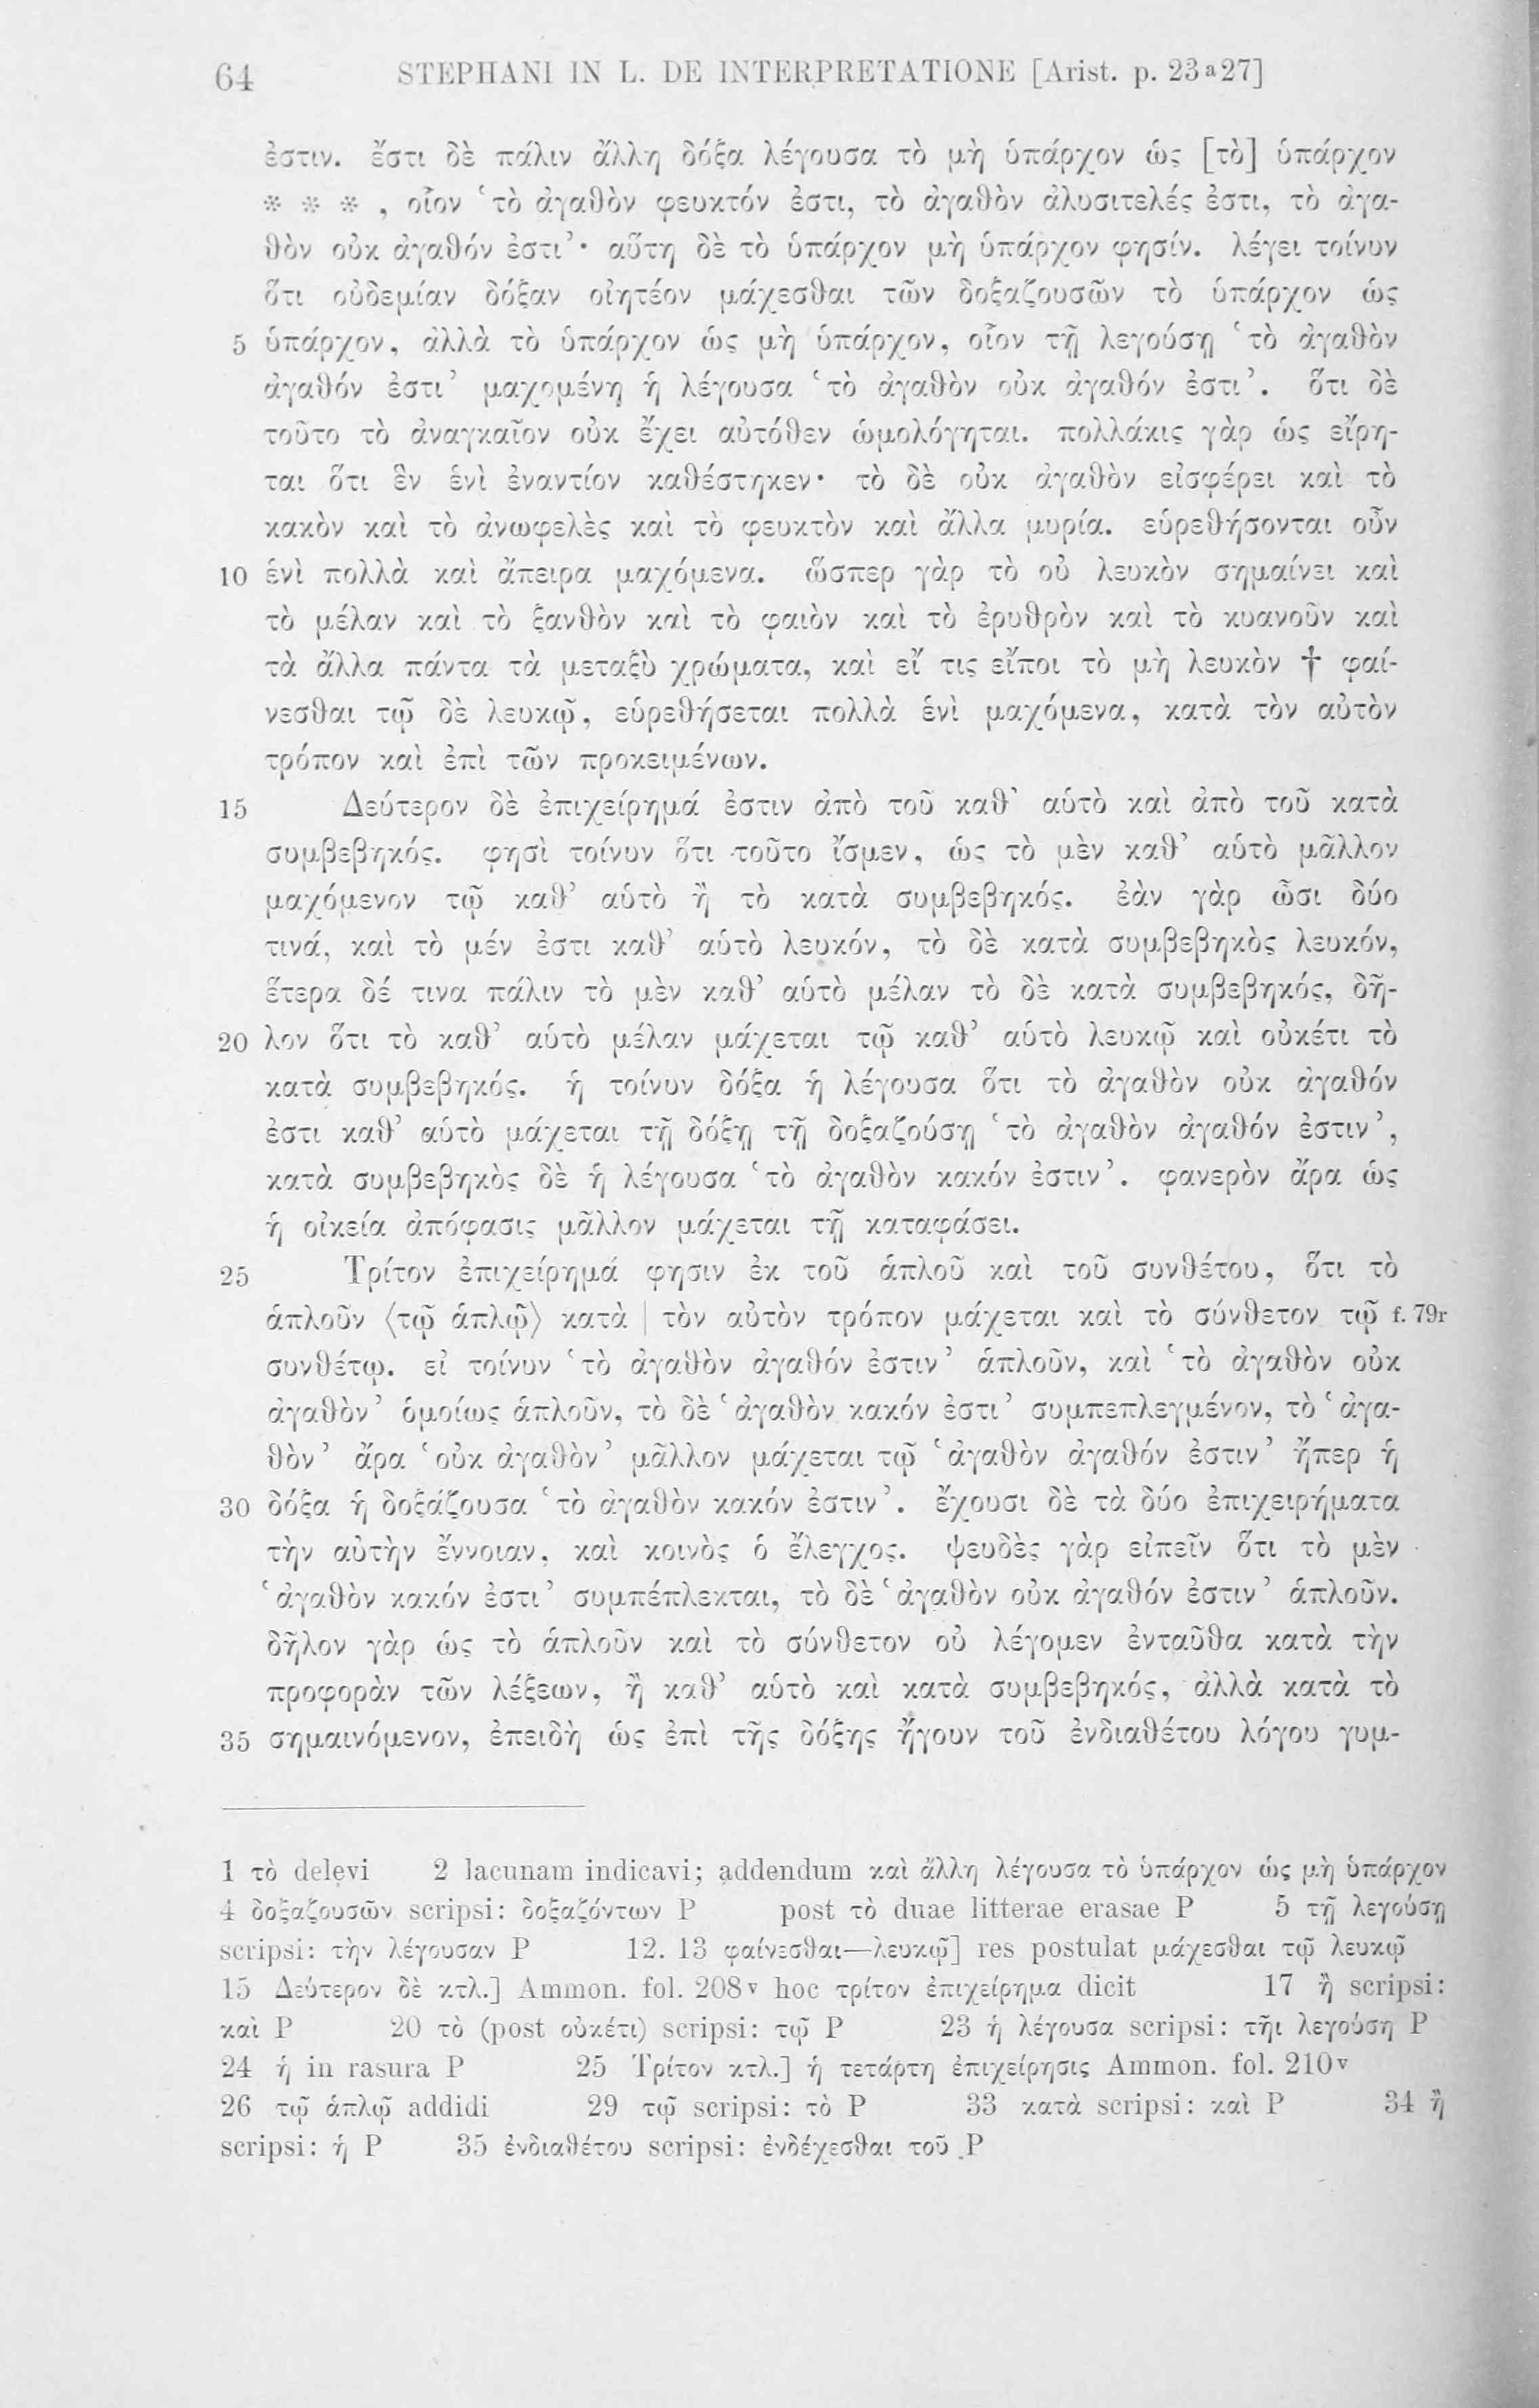 64 STEPHANI IN L. DE INTERPRETATIONE [Arist. p. 23a27]
ἐστιν. ἔστι δὲ πάλιν ἄλλη δόξα λέγουσα τὸ μὴ ὑπάρχον ὡς [τὸ] ὑπάρχον
* * * , οἷον ‘τὸ ἀγαθὸν φευκτόν ἐστι, τὸ ἀγαθὸν ἀλυσιτελές ἐστι, τὸ ἀγα-
θὸν οὐκ ἀγαθόν ἐστι’· αὕτη δὲ τὸ ὑπάρχον μὴ ὑπάρχον φησίν. λέγει τοίνυν
ὅτι οὐδεμίαν δόξαν οἰητέον μάχεσθαι τῶν δοξαζουσῶν τὸ ὑπάρχον ὡς
5 ὑπάρχον, ἀλλὰ τὸ ὑπάρχον ὡς μὴ ὑπάρχον, οἷον τῇ λεγούσῃ ‘τὸ ἀγαθὸν
ἀγαθόν ἐστι’ μαχομένη ἡ λέγουσα ‘τὸ ἀγαθὸν οὐκ ἀγαθόν ἐστι’. ὅτι δὲ
τοῦτο τὸ ἀναγκαῖον οὐκ ἔχει αὐτόθεν ὡμολόγηται. πολλάκις γὰρ ὡς εἴρη-
ται ὅτι ἓν ἑνὶ ἐναντίον καθέστηκεν· τὸ δὲ οὐκ ἀγαθὸν εἰσφέρει καὶ τὸ
κακὸν καὶ τὸ ἀνωφελὲς καὶ τὸ φευκτὸν καὶ ἄλλα μυρία. εὑρεθήσονται οὖν
10 ἑνὶ πολλὰ καὶ ἄπειρα μαχόμενα. ὥσπερ γὰρ τὸ οὐ λευκὸν σημαίνει καὶ
τὸ μέλαν καὶ τὸ ξανθὸν καὶ τὸ φαιὸν καὶ τὸ ἐρυθρὸν καὶ τὸ κυανοῦν καὶ
τὰ ἄλλα πάντα τὰ μεταξὺ χρώματα, καὶ εἴ τις εἴποι τὸ μὴ λευκὸν † φαί-
νεσθαι τῷ δὲ λευκῷ, εὑρεθήσεται πολλὰ ἑνὶ μαχόμενα, κατὰ τὸν αὐτὸν
τρόπον καὶ ἐπὶ τῶν προκειμένων.
15 Δεύτερον δὲ ἐπιχείρημά ἐστιν ἀπὸ τοῦ καθ’ αὑτὸ καὶ ἀπὸ τοῦ κατὰ
συμβεβηκός. φησὶ τοίνυν ὅτι τοῦτο ἴσμεν, ὡς τὸ μὲν καθ’ αὑτὸ μᾶλλον
μαχόμενον τῷ καθ’ αὑτὸ ἢ τὸ κατὰ συμβεβηκός. ἐὰν γὰρ ὦσι δύο
τινά, καὶ τὸ μέν ἐστι καθ’ αὑτὸ λευκόν, τὸ δὲ κατὰ συμβεβηκὸς λευκόν,
ἕτερα δέ τινα πάλιν τὸ μὲν καθ’ αὑτὸ μέλαν τὸ δὲ κατὰ συμβεβηκός, δῆ-
20 λον ὅτι τὸ καθ’ αὑτὸ μέλαν μάχεται τῷ καθ’ αὑτὸ λευκῷ καὶ οὐκέτι τὸ
κατὰ συμβεβηκός. ἡ τοίνυν δόξα ἡ λέγουσα ὅτι τὸ ἀγαθὸν οὐκ ἀγαθόν
ἐστι καθ’ αὑτὸ μάχεται τῇ δόξῃ τῇ δοξαζούσῃ ‘τὸ ἀγαθὸν ἀγαθόν ἐστιν’,
κατὰ συμβεβηκὸς δὲ ἡ λέγουσα ‘τὸ ἀγαθὸν κακόν ἐστιν’. φανερὸν ἄρα ὡς
ἡ οἰκεία ἀπόφασις μᾶλλον μάχεται τῇ καταφάσει.
25 Τρίτον ἐπιχείρημά φησιν ἐκ τοῦ ἁπλοῦ καὶ τοῦ συνθέτου, ὅτι τὸ
ἁπλοῦν ⟨τῷ ἁπλῷ⟩ κατὰ | τὸν αὐτὸν τρόπον μάχεται καὶ τὸ σύνθετον τῷ f. 79r
συνθέτῳ. εἰ τοίνυν ‘τὸ ἀγαθὸν ἀγαθόν ἐστιν’ ἁπλοῦν, καὶ ‘τὸ ἀγαθὸν οὐκ
ἀγαθὸν’ ὁμοίως ἁπλοῦν, τὸ δὲ ‘ἀγαθὸν κακόν ἐστι’ συμπεπλεγμένον, τὸ ‘ἀγα-
θὸν’ ἄρα ‘οὐκ ἀγαθὸν’ μᾶλλον μάχεται τῷ ‘ἀγαθὸν ἀγαθόν ἐστιν’ ἤπερ ἡ
30 δόξα ἡ δοξάζουσα ‘τὸ ἀγαθὸν κακόν ἐστιν’. ἔχουσι δὲ τὰ δύο ἐπιχειρήματα
τὴν αὐτὴν ἔννοιαν, καὶ κοινὸς ὁ ἔλεγχος. ψευδὲς γὰρ εἰπεῖν ὅτι τὸ μὲν
‘ἀγαθὸν κακόν ἐστι’ συμπέπλεκται, τὸ δὲ ‘ἀγαθὸν οὐκ ἀγαθόν ἐστιν’ ἁπλοῦν.
δῆλον γὰρ ὡς τὸ ἁπλοῦν καὶ τὸ σύνθετον οὐ λέγομεν ἐνταῦθα κατὰ τὴν
προφορὰν τῶν λέξεων, ἢ καθ’ αὑτὸ καὶ κατὰ συμβεβηκός, ἀλλὰ κατὰ τὸ
35 σημαινόμενον, ἐπειδὴ ὡς ἐπὶ τῆς δόξης ἤγουν τοῦ ἐνδιαθέτου λόγου γυμ-
1 τὸ delevi 2 lacunam indicavi; addendum καὶ ἄλλη λέγουσα τὸ ὑπάρχον ὡς μὴ ὑπάρχον
4 δοξαζουσῶν scripsi: δοξαζόντων P post τὸ duae litterae erasae P 5 τῇ λεγούσῃ
scripsi: τὴν λέγουσαν P 12. 13 φαίνεσθαι—λευκῷ] res postulat μάχεσθαι τῷ λευκῷ
15 Δεύτερον δὲ κτλ.] Ammon. fol. 208v hoc τρίτον ἐπιχείρημα dicit 17 ἢ scripsi:
καὶ P 20 τὸ (post οὐκέτι) scripsi: τῷ P 23 ἡ λέγουσα scripsi: τῆι λεγούση P
24 ἡ in rasura P 25 Τρίτον κτλ.] ἡ τετάρτη ἐπιχείρησις Ammon. fol. 210v
26 τῷ ἁπλῷ addidi 29 τῷ scripsi: τὸ P 33 κατὰ scripsi: καὶ P 34 ἢ
scripsi: ἡ P 35 ἐνδιαθέτου scripsi: ἐνδέχεσθαι τοῦ P